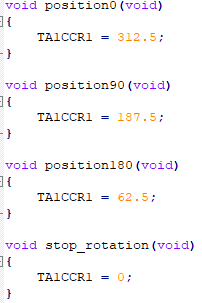 void position0(void)
{
TA1CCR1 = 312.5;
}
void position90(void)
{
TA1CCR1 = 187.5;
}
void position180(void)
{
TA1CCR1 = 62.5;
}
void stop_rotation(void)
{
TA1CCR1 = 0;
}